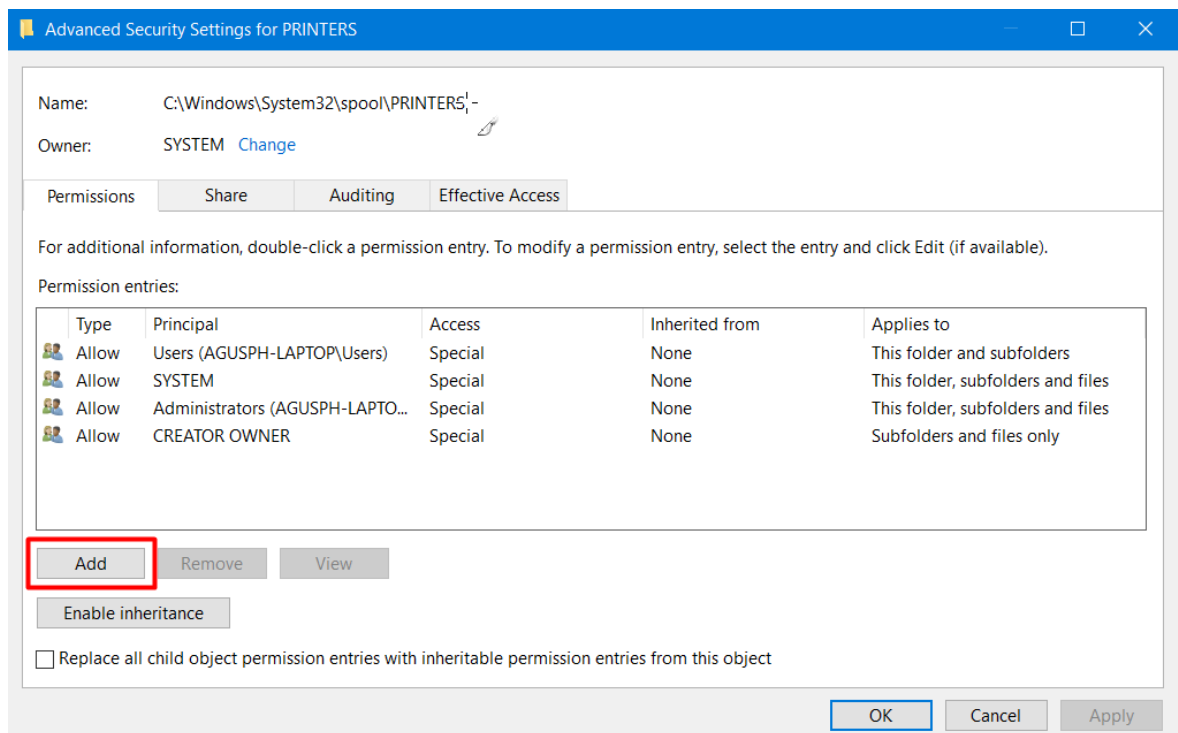 Advanced Security Settings for PRINTERS
Name: C:\Windows\System32\spool\PRINTERS
Owner: SYSTEM Change
Permissions Share Auditing Effective Access
For additional information, double-click a permission entry. To modify a permission entry, select the entry and click Edit (if available).
Permission entries:
Type Principal Access Inherited from Applies to
Allow Users (AGUSPH-LAPTOP\Users) Special None This folder and subfolders
Allow SYSTEM Special None This folder, subfolders and files
Allow Administrators (AGUSPH-LAPTO... Special None This folder, subfolders and files
Allow CREATOR OWNER Special None Subfolders and files only
Add Remove View
Enable inheritance
Replace all child object permission entries with inheritable permission entries from this object
OK Cancel Apply